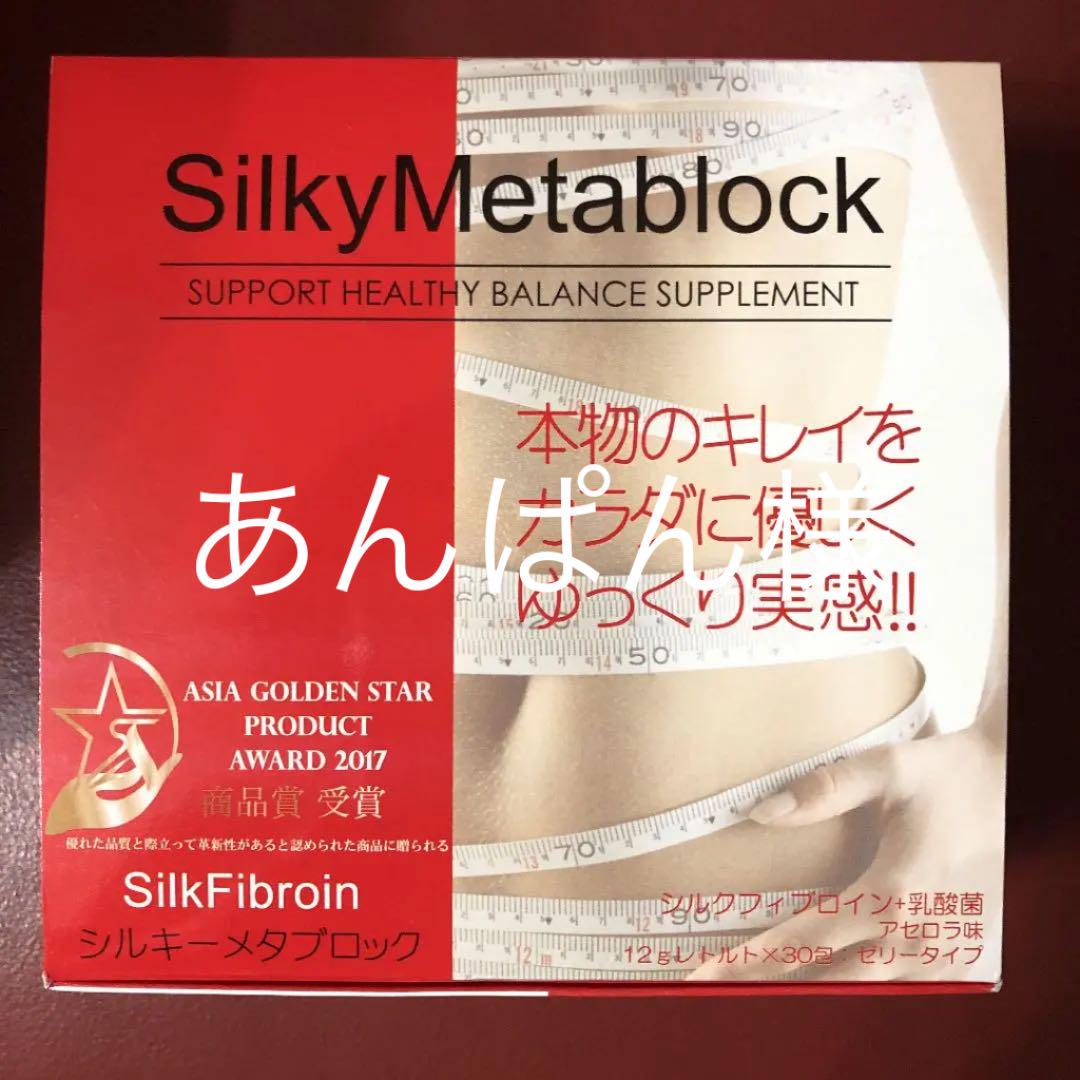 SilkyMetablock
SUPPORT HEALTHY BALANCE SUPPLEMENT
本物のキレイを
カラダに優しく
ゆっくり実感!!
あんぱん様
ASIA GOLDEN STAR
PRODUCT
AWARD 2017
商品賞 受賞
優れた品質と際立って革新性があると認められた商品に贈られる
SilkFibroin
シルキーメタブロック
シルクフィブロイン+乳酸菌
アセロラ味
12gレトルト×30包:ゼリータイプ